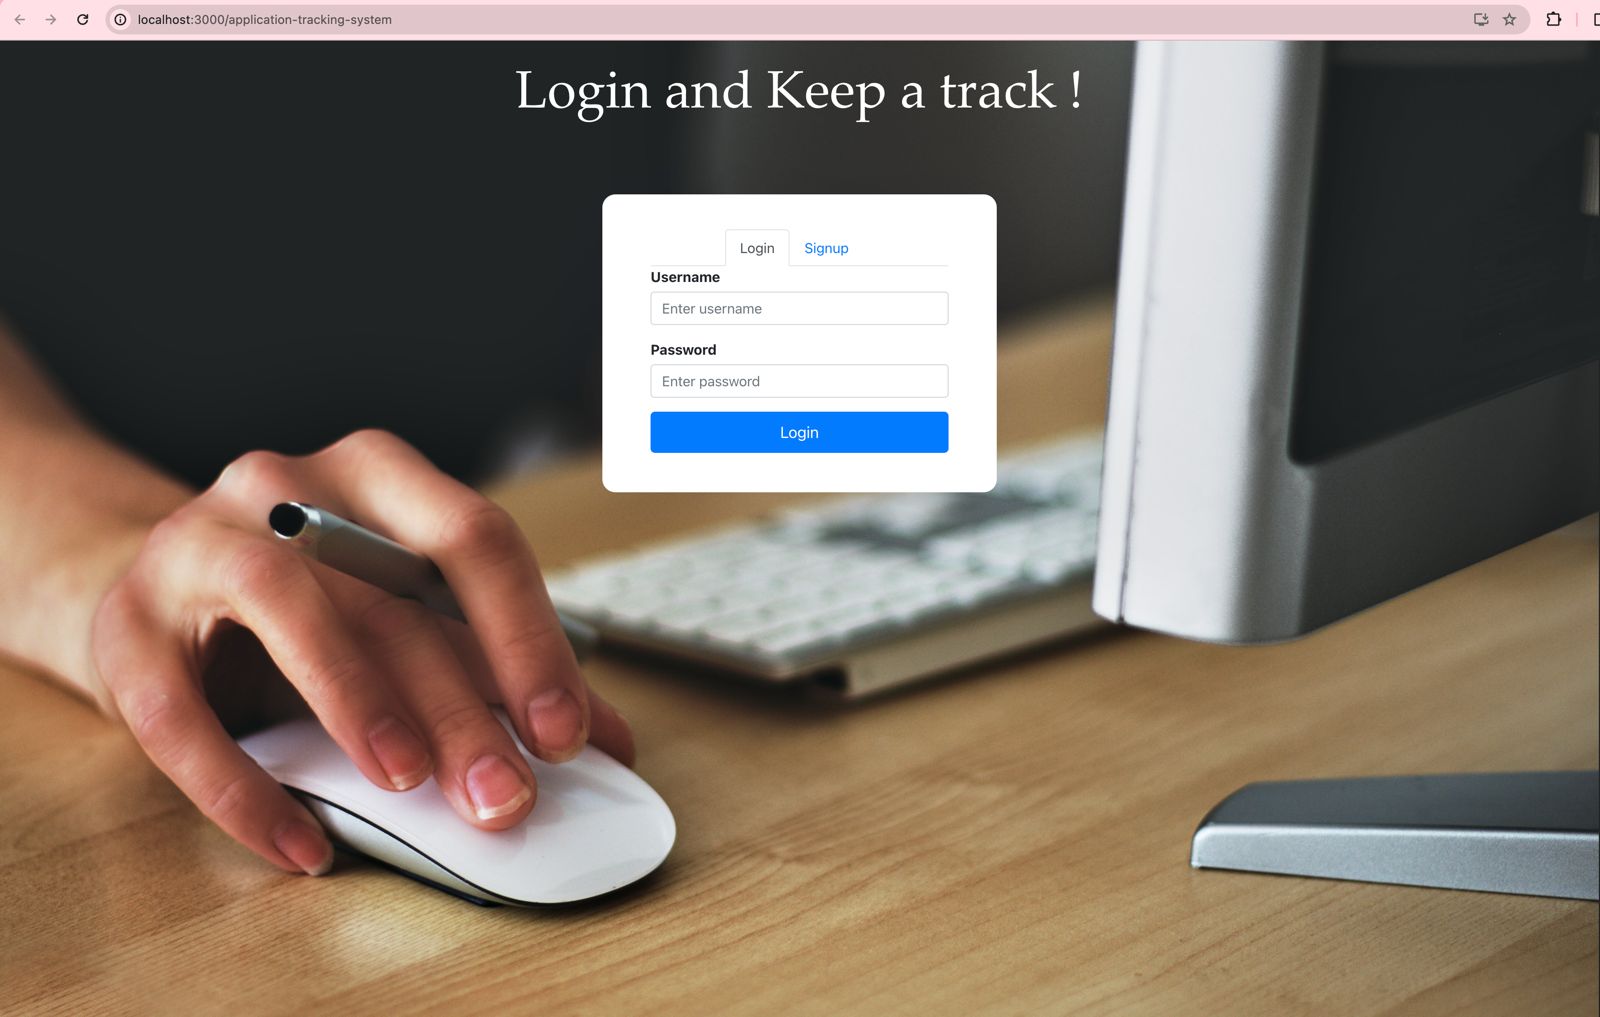 localhost:3000/application-tracking-system
Login and Keep a track !
Login Signup
Username
Enter username
Password
Enter password
Login